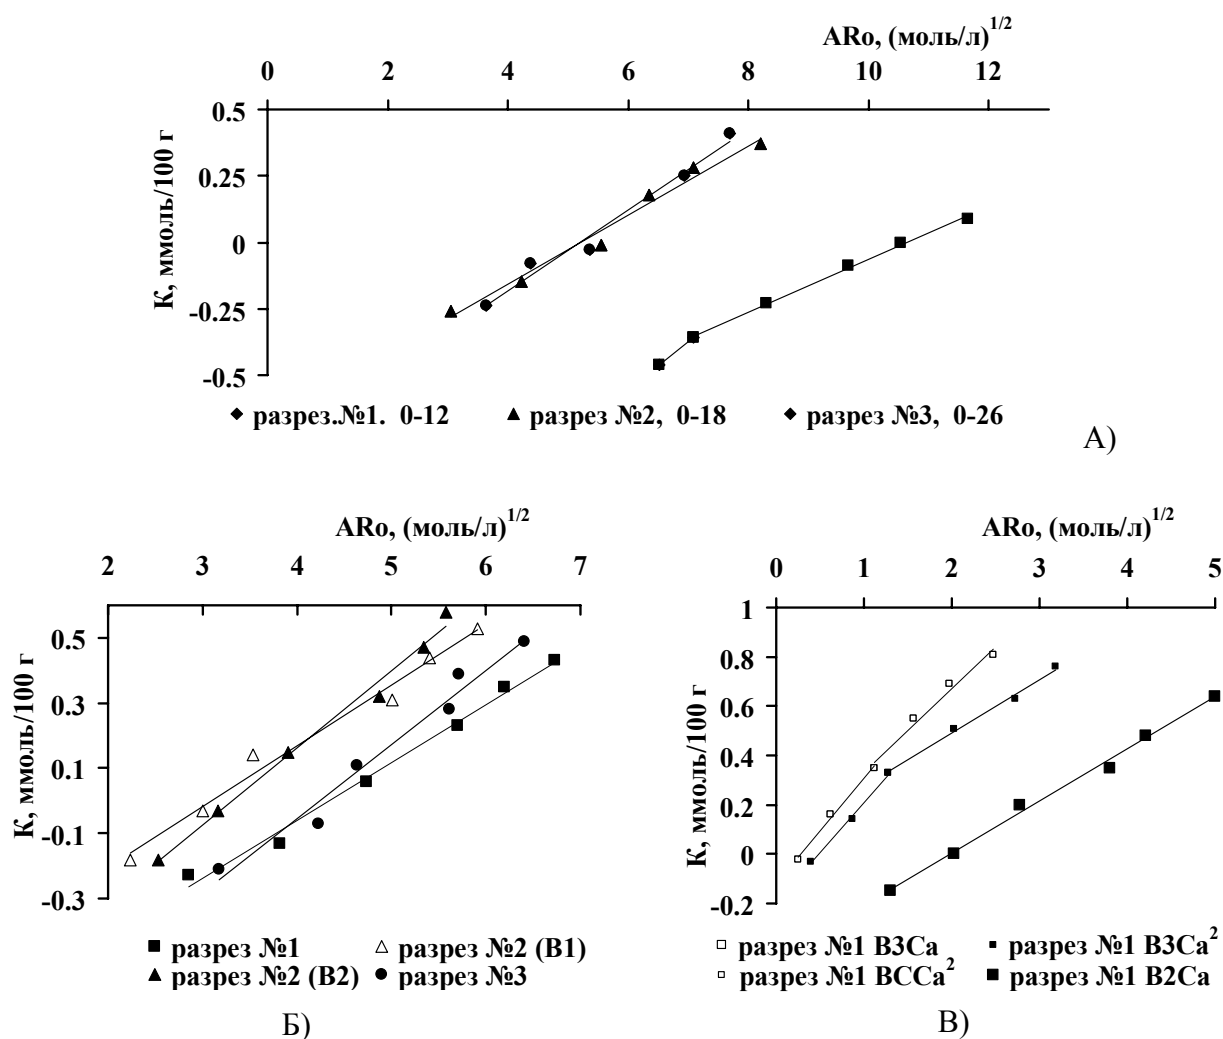 ARo, (моль/л)^1/2
0 2 4 6 8 10 12
0.5
0.25
0
-0.25
-0.5
К, ммоль/100 г
разрез.№1. 0-12 разрез №2, 0-18 разрез №3, 0-26
А)
ARo, (моль/л)^1/2
2 3 4 5 6 7
0.5
0.3
0.1
-0.1
-0.3
К, ммоль/100 г
разрез №1 разрез №2 (В1)
разрез №2 (В2) разрез №3
Б)
ARo, (моль/л)^1/2
0 1 2 3 4 5
1
0.8
0.6
0.4
0.2
0
-0.2
К, ммоль/100 г
разрез №1 В3Са разрез №1 В3Са^2
разрез №1 ВССа^2 разрез №1 В2Са
В)